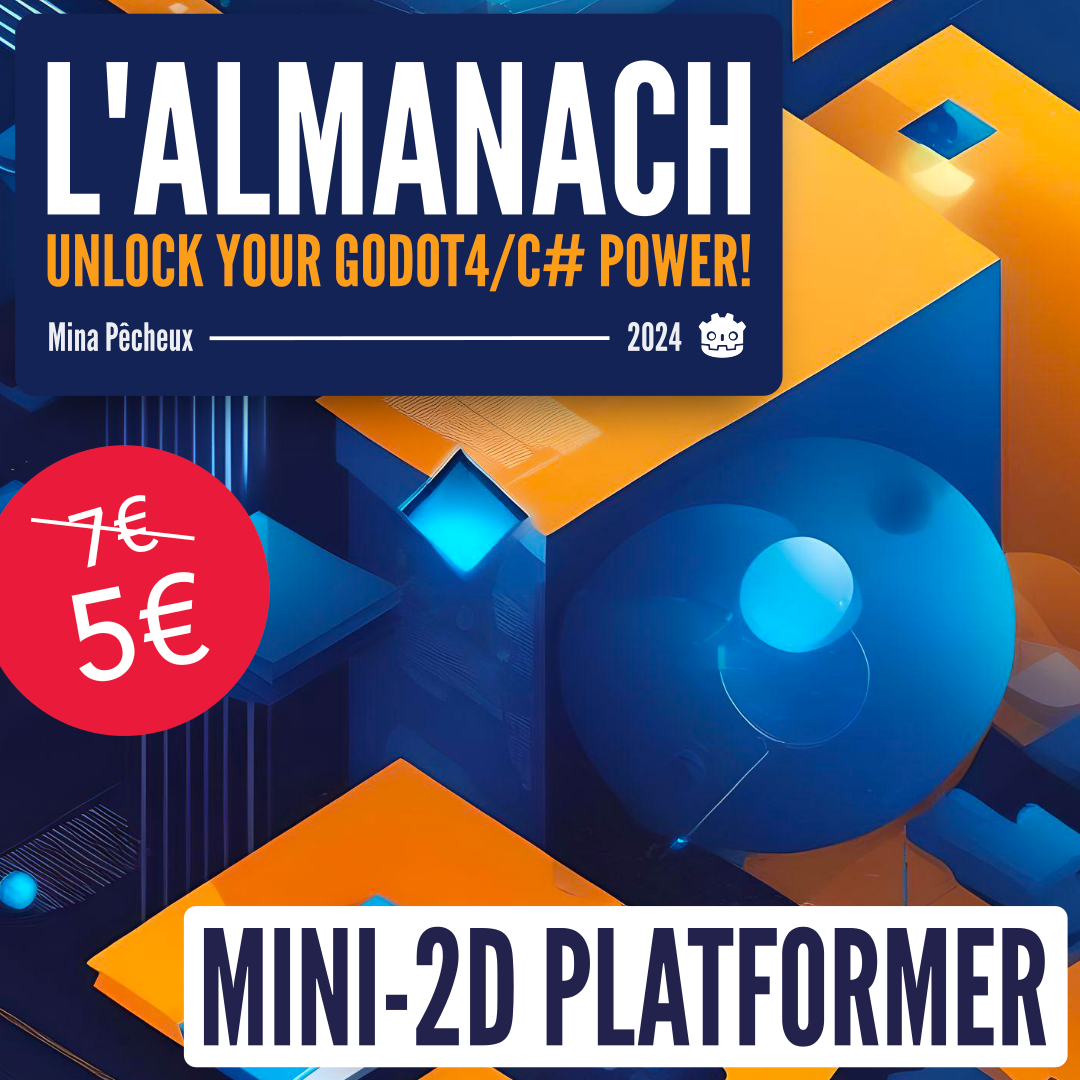 L'ALMANACH
UNLOCK YOUR GODOT4/C# POWER!
Mina Pêcheux 2024
7€
5€
MINI-2D PLATFORMER